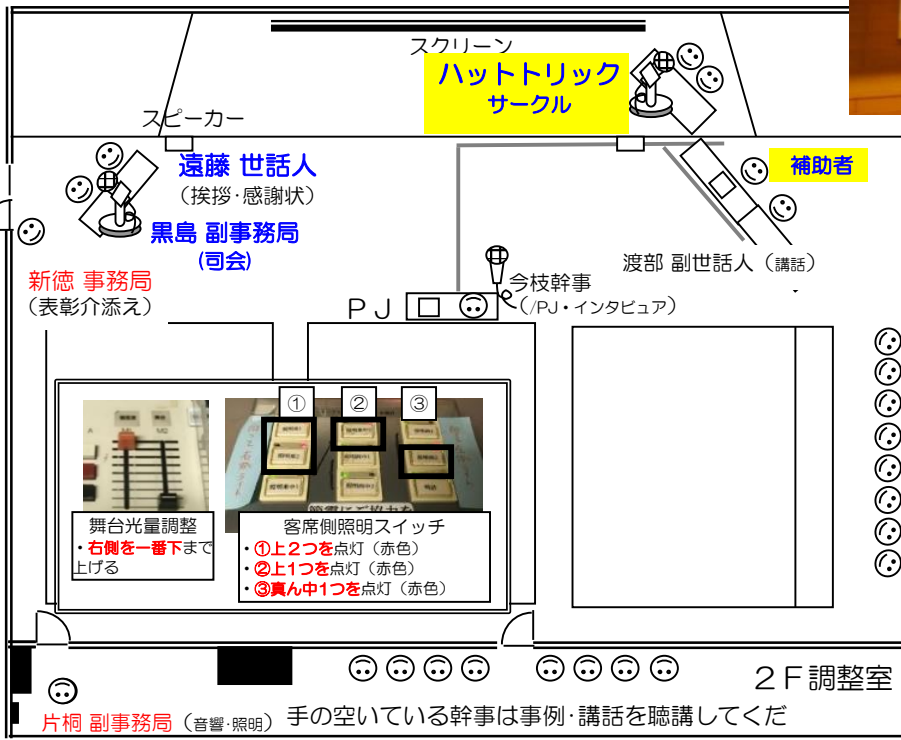 スクリーン
ハットトリック
サークル
スピーカー
遠藤 世話人
(挨拶･感謝状)
黒島 副事務局
(司会)
新徳 事務局
(表彰介添え)
補助者
渡部 副世話人（講話）
今枝幹事
(/PJ・インタビュア)
ＰＪ
① ② ③
舞台光量調整
・右側を一番下まで
上げる
客席側照明スイッチ
・①上２つを点灯（赤色）
・②上1つを点灯（赤色）
・③真ん中1つを点灯（赤色）
２Ｆ調整室
片桐 副事務局（音響･照明）
手の空いている幹事は事例･講話を聴講してくだ